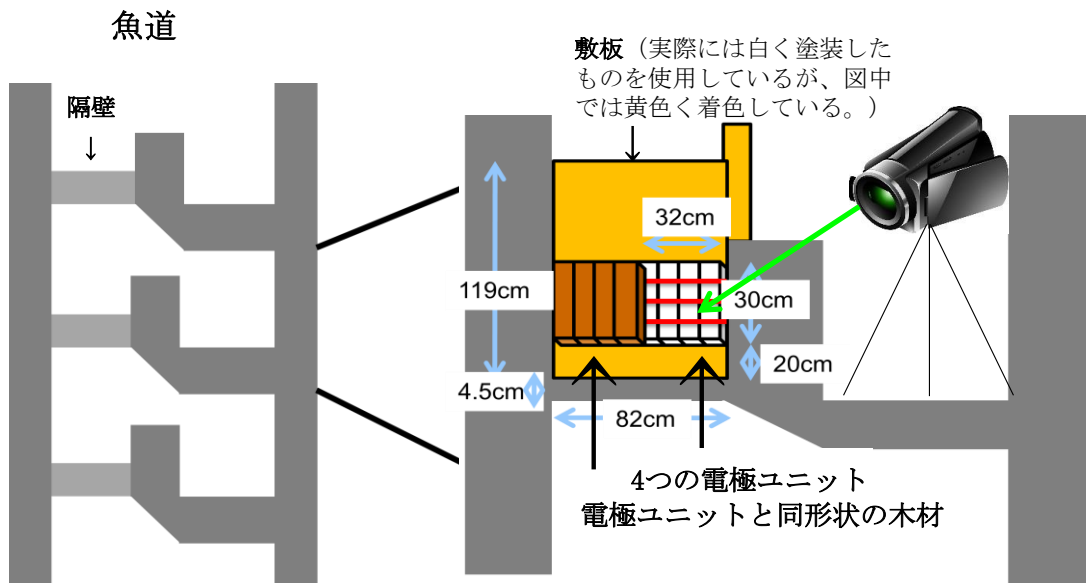 魚道
隔壁
↓
敷板（実際には白く塗装した
ものを使用しているが、図中
では黄色く着色している。）
32cm
119cm
30cm
20cm
4.5cm
82cm
4つの電極ユニット
電極ユニットと同形状の木材